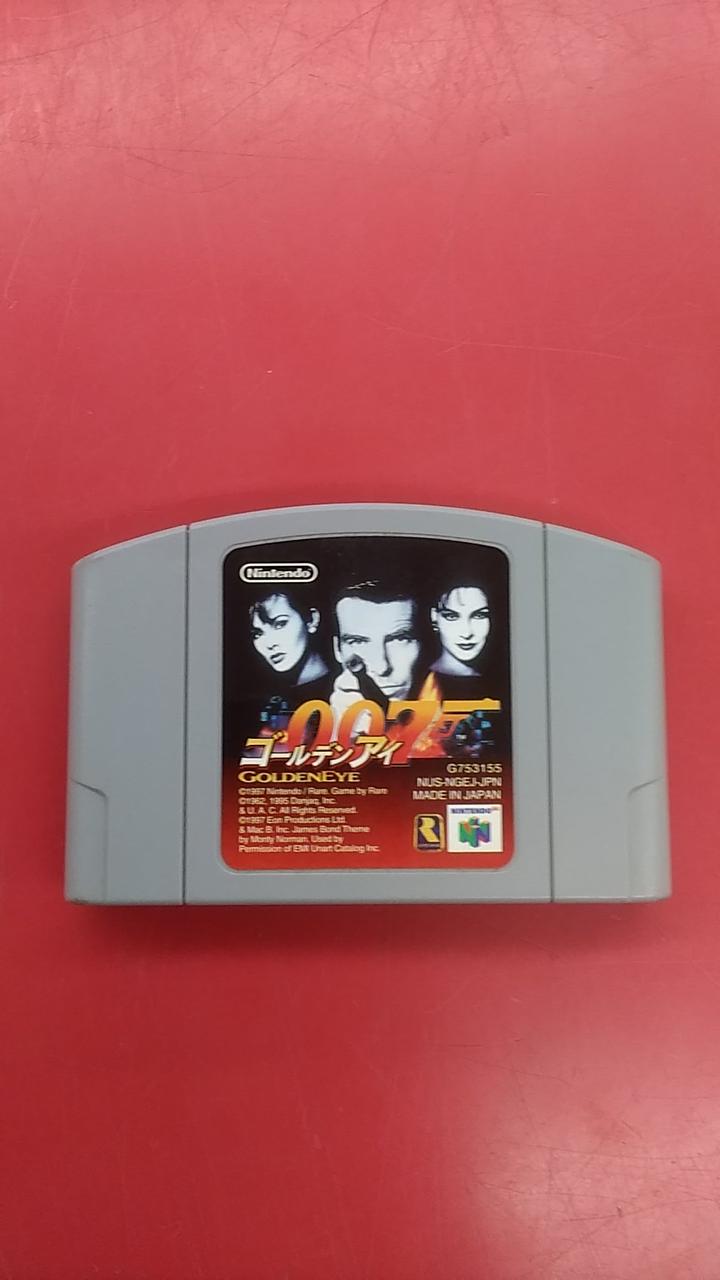 Nintendo
007
ゴールデンアイ
GOLDENEYE
G753155
NUS-NGEJ-JPN
MADE IN JAPAN
©1997 Nintendo / Rare. Game by Rare
©1962, 1995 Danjaq, Inc.
& U. A. C. All Rights Reserved.
©1997 Eon Productions Ltd.
& Mac B. Inc. James Bond Theme
by Monty Norman. Used by
Permission of EMI Unart Catalog Inc.
R
NINTENDO 64